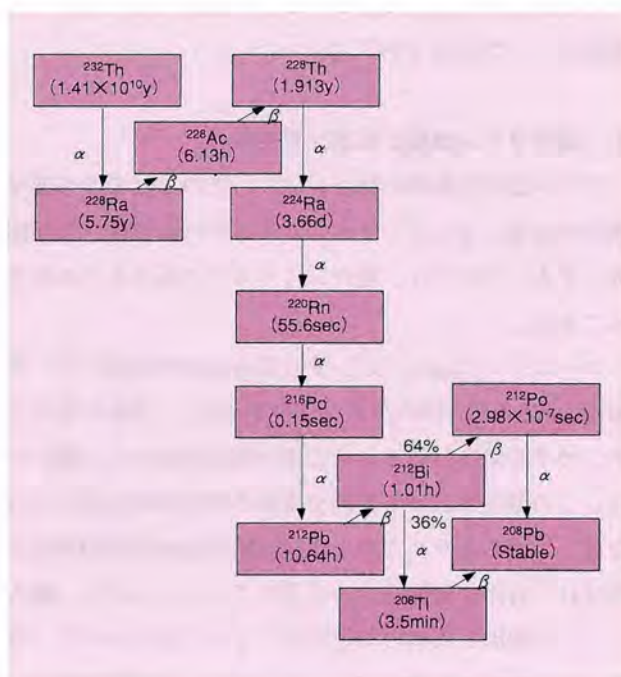 ²³²Th
(1.41×10¹⁰y)
²²⁸Th
(1.913y)
β
²²⁸Ac
(6.13h)
α
β
α
²²⁸Ra
(5.75y)
²²⁴Ra
(3.66d)
α
²²⁰Rn
(55.6sec)
α
²¹⁶Po
(0.15sec)
²¹²Po
(2.98×10⁻⁷sec)
64%
β
α
²¹²Bi
(1.01h)
α
β
36%
α
²¹²Pb
(10.64h)
²⁰⁸Pb
(Stable)
β
²⁰⁸Tl
(3.5min)